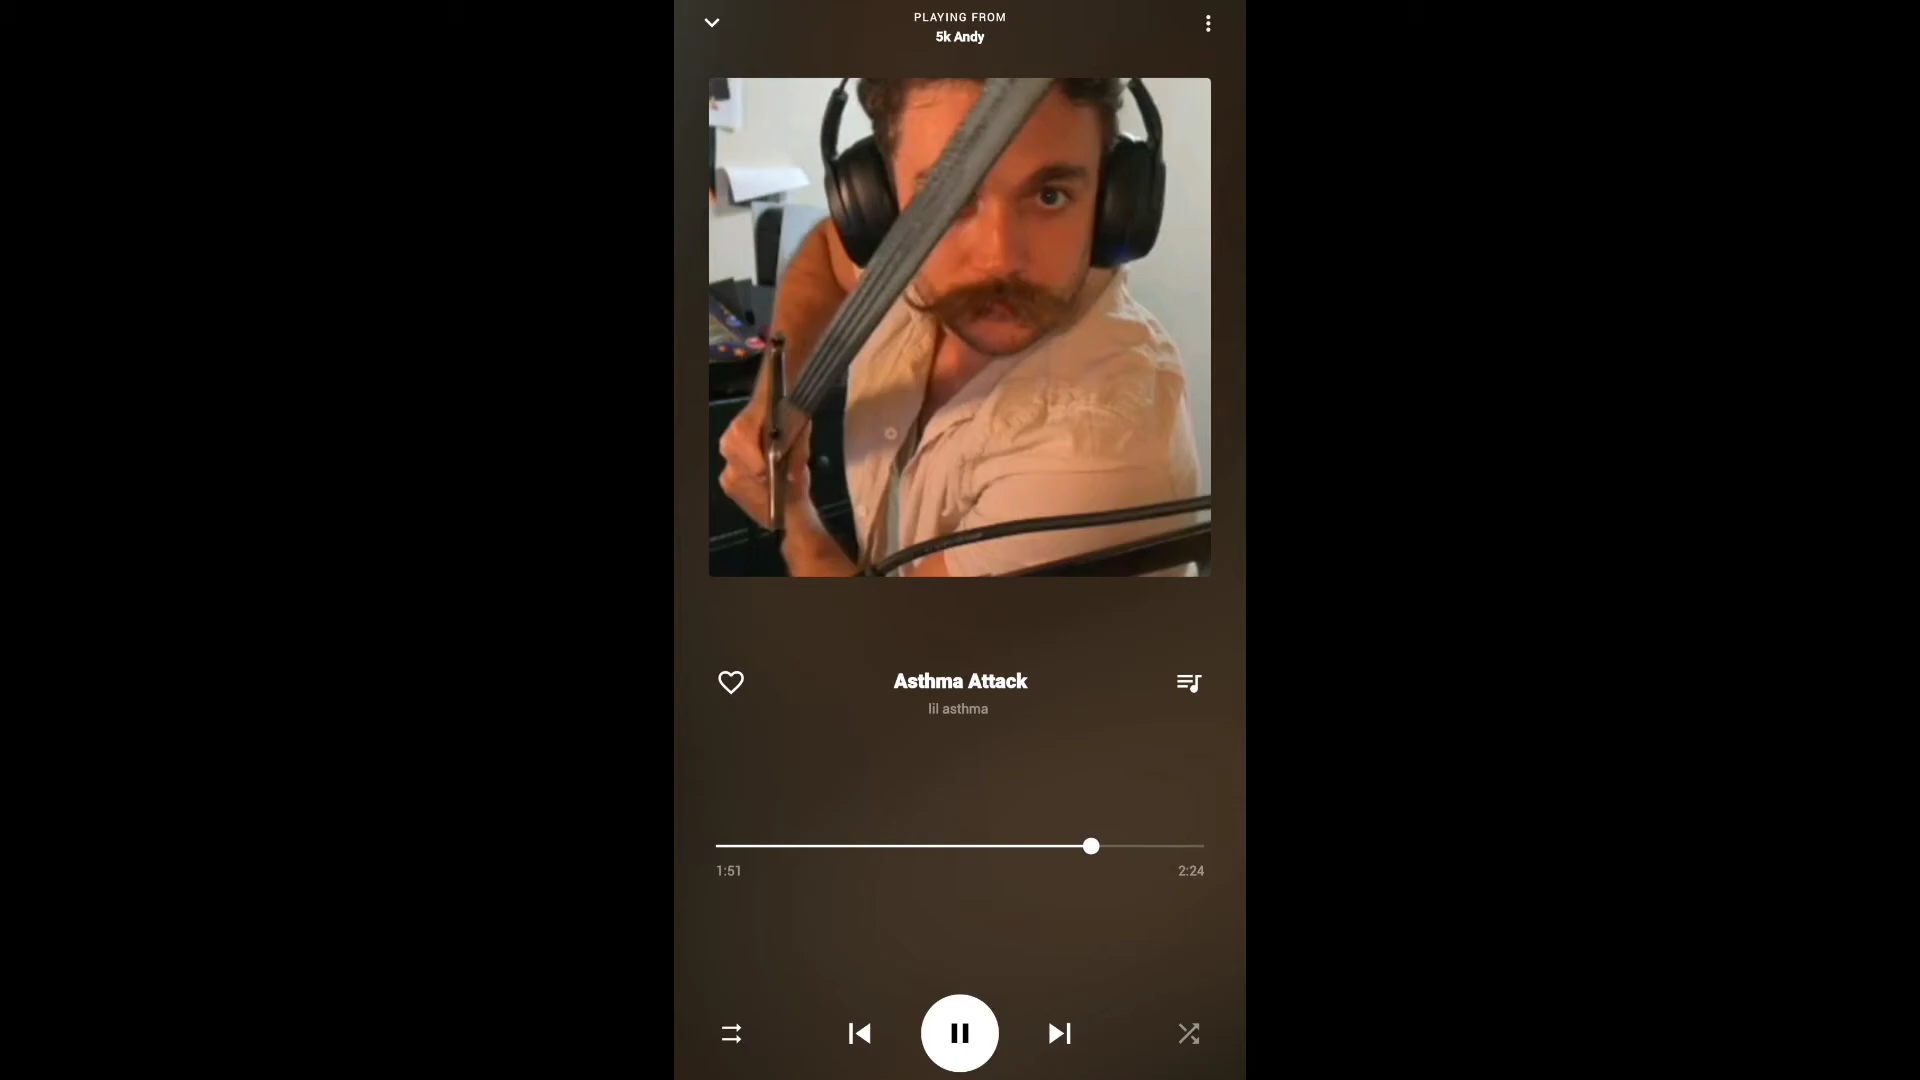 PLAYING FROM
5k Andy
Asthma Attack
lil asthma
1:51
2:24